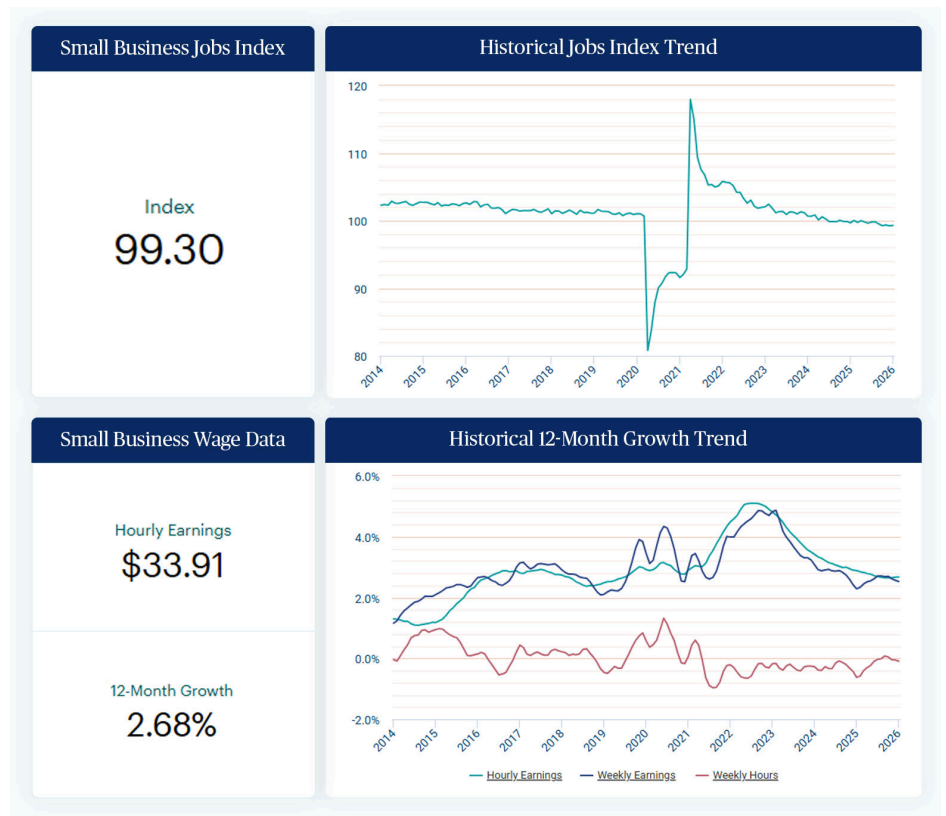 Small Business Jobs Index
Index
99.30
Historical Jobs Index Trend
120
110
100
90
80
2014 2015 2016 2017 2018 2019 2020 2021 2022 2023 2024 2025 2026
Small Business Wage Data
Hourly Earnings
$33.91
12-Month Growth
2.68%
Historical 12-Month Growth Trend
6.0%
4.0%
2.0%
0.0%
-2.0%
2014 2015 2016 2017 2018 2019 2020 2021 2022 2023 2024 2025 2026
Hourly Earnings Weekly Earnings Weekly Hours